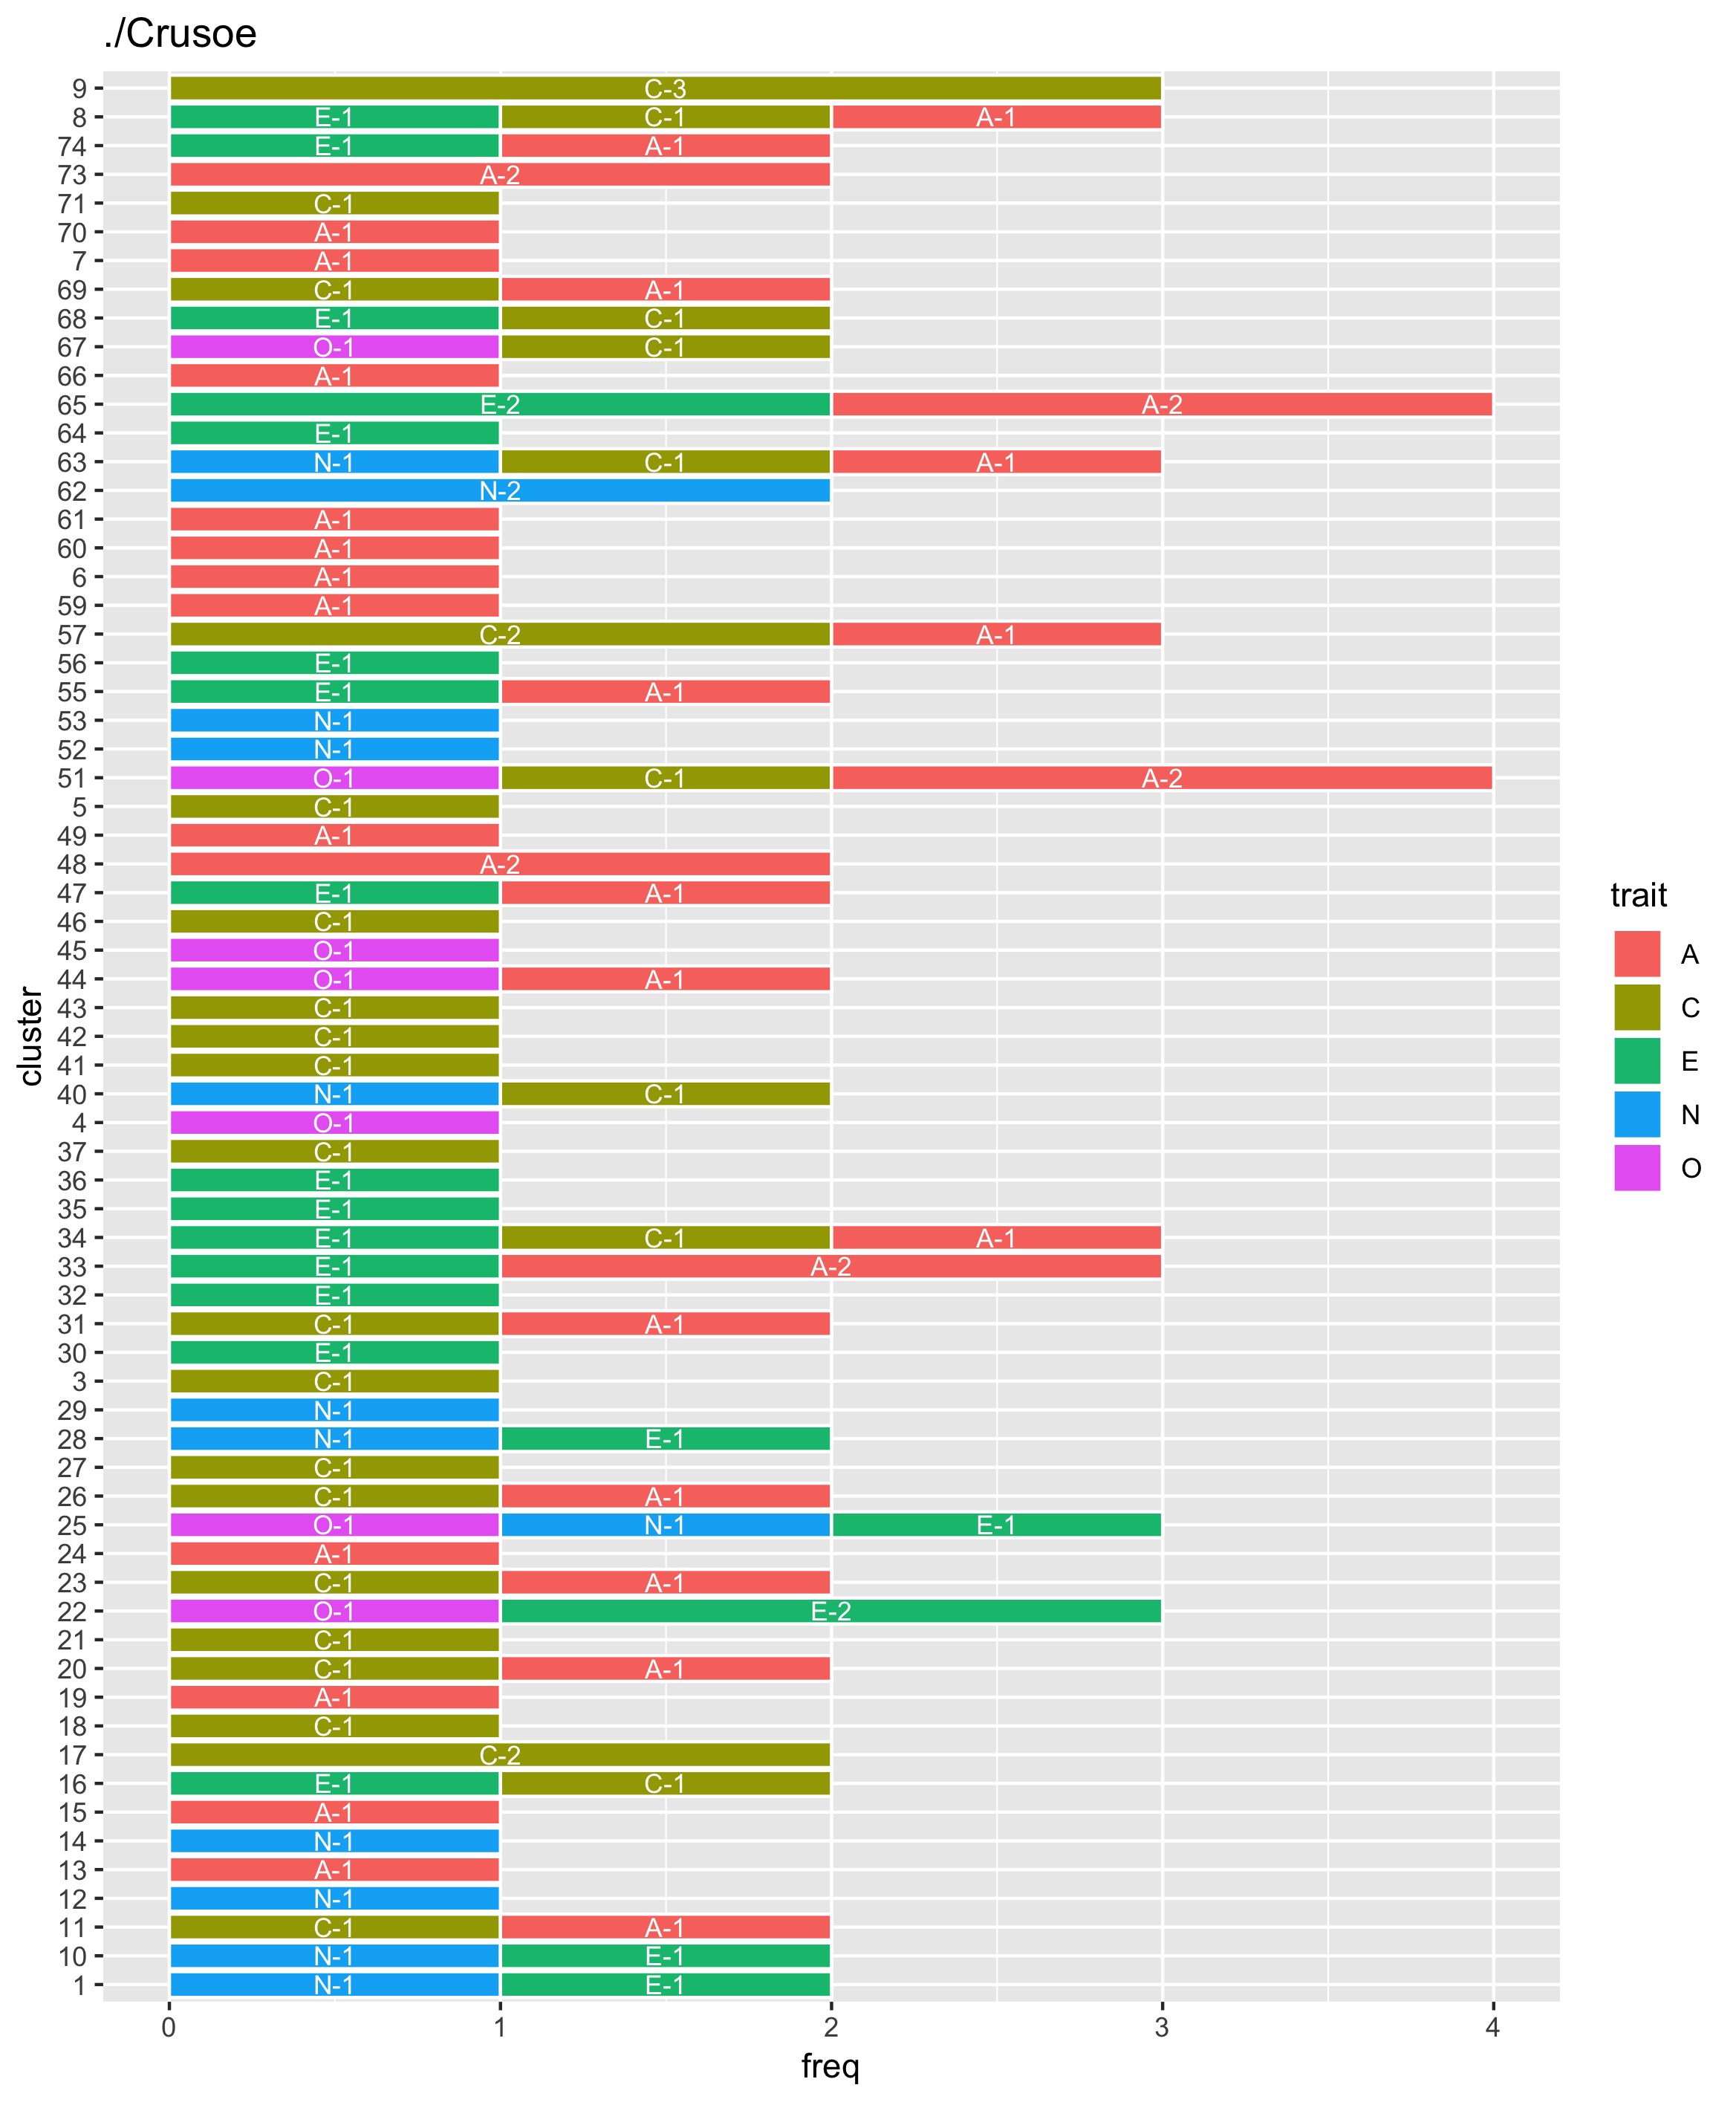 ./Crusoe
9 C-3
8 E-1 C-1 A-1
74 E-1 A-1
73 A-2
71 C-1
70 A-1
7 A-1
69 C-1 A-1
68 E-1 C-1
67 O-1 C-1
66 A-1
65 E-2 A-2
64 E-1
63 N-1 C-1 A-1
62 N-2
61 A-1
60 A-1
6 A-1
59 A-1
57 C-2 A-1
56 E-1
55 E-1 A-1
53 N-1
52 N-1
51 O-1 C-1 A-2
5 C-1
49 A-1
48 A-2
47 E-1 A-1
46 C-1
45 O-1
44 O-1 A-1
43 C-1
42 C-1
41 C-1
40 N-1 C-1
4 O-1
37 C-1
36 E-1
35 E-1
34 E-1 C-1 A-1
33 E-1 A-2
32 E-1
31 C-1 A-1
30 E-1
3 C-1
29 N-1
28 N-1 E-1
27 C-1
26 C-1 A-1
25 O-1 N-1 E-1
24 A-1
23 C-1 A-1
22 O-1 E-2
21 C-1
20 C-1 A-1
19 A-1
18 C-1
17 C-2
16 E-1 C-1
15 A-1
14 N-1
13 A-1
12 N-1
11 C-1 A-1
10 N-1 E-1
1 N-1 E-1
0 1 2 3 4
freq
cluster
trait
A
C
E
N
O